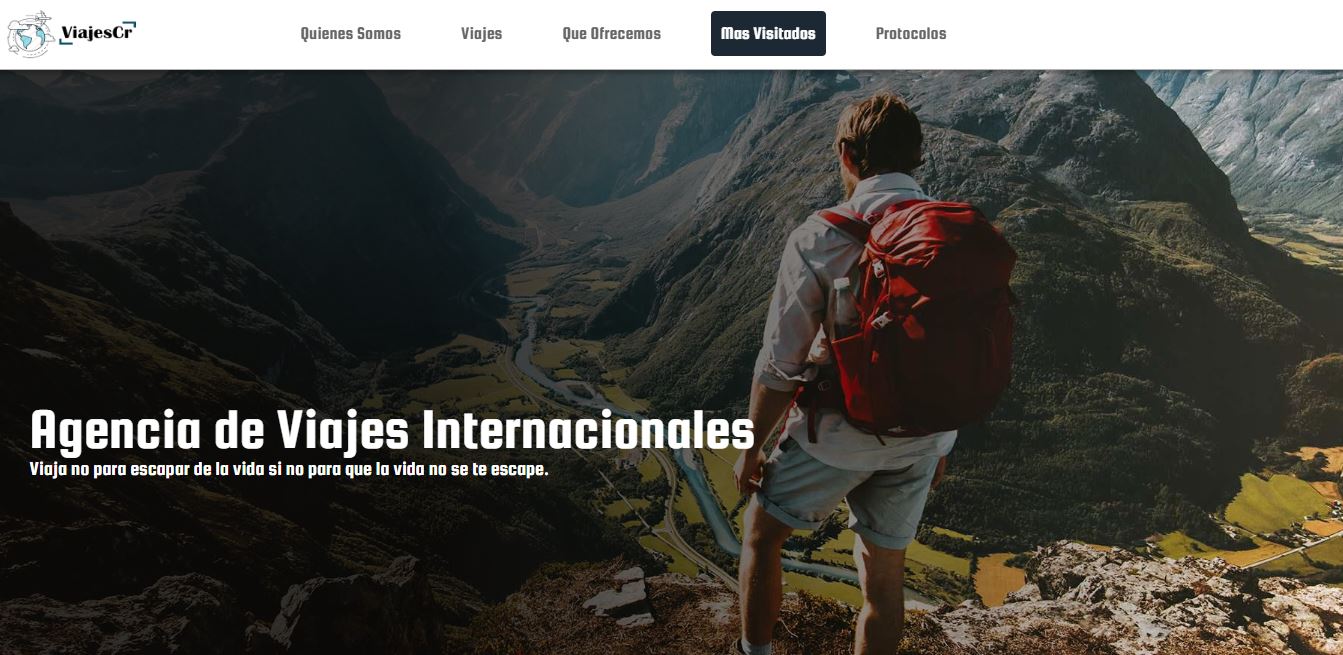 ViajesCr
Quienes Somos
Viajes
Que Ofrecemos
Mas Visitados
Protocolos
Agencia de Viajes Internacionales
Viaja no para escapar de la vida si no para que la vida no se te escape.